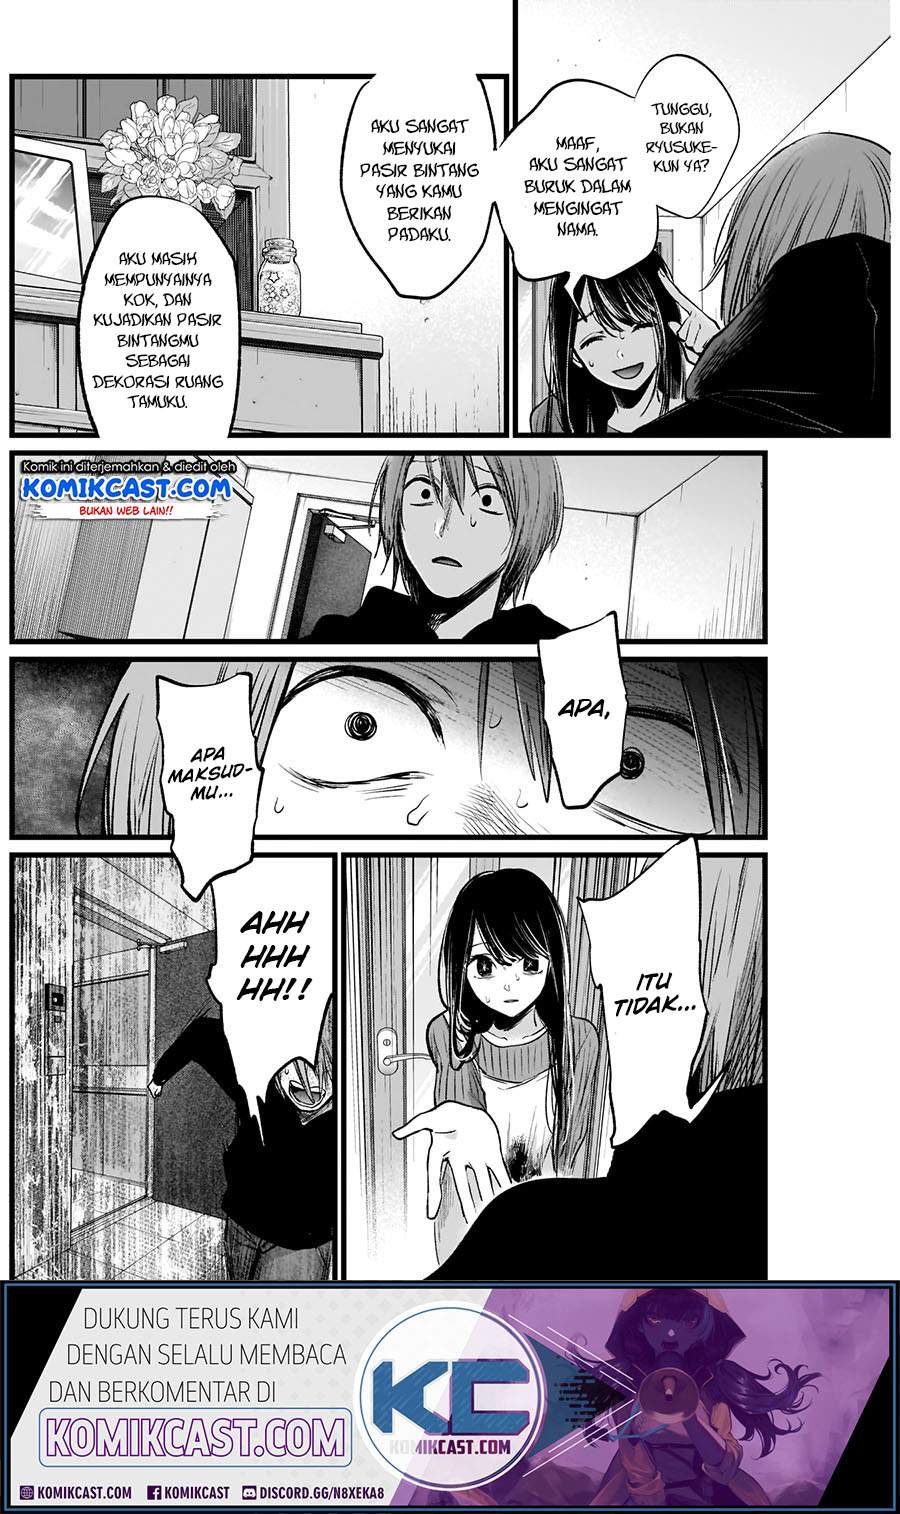 TUNGGU,
BUKAN
RYUSUKE-
KUN YA?
MAAF,
AKU SANGAT
BURUK DALAM
MENGINGAT
NAMA.
AKU SANGAT
MENYUKAI
PASIR BINTANG
YANG KAMU
BERIKAN
PADAKU.
AKU MASIH
MEMPUNYAINYA
KOK, DAN
KUJADIKAN PASIR
BINTANGMU
SEBAGAI
DEKORASI RUANG
TAMUKU.
Komik ini diterjemahkan & diedit oleh
KOMIKCAST.COM
BUKAN WEB LAIN!!
APA,
APA
MAKSUD-
MU...
ITU
TIDAK...
AHH
HHH
HH!!
DUKUNG TERUS KAMI
DENGAN SELALU MEMBACA
DAN BERKOMENTAR DI
KOMIKCAST.COM
KC
KOMIKCAST.COM
KOMIKCAST.COM KOMIKCAST DISCORD.GG/N8XEKA8